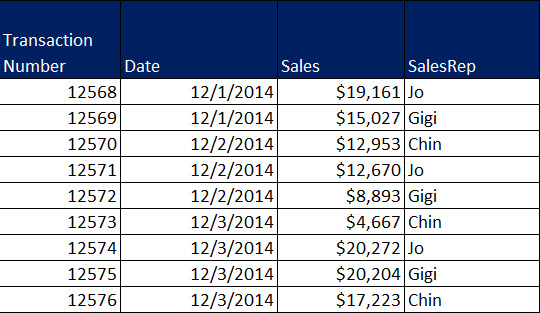 Transaction
Number Date Sales SalesRep
12568 12/1/2014 $19,161 Jo
12569 12/1/2014 $15,027 Gigi
12570 12/2/2014 $12,953 Chin
12571 12/2/2014 $12,670 Jo
12572 12/2/2014 $8,893 Gigi
12573 12/3/2014 $4,667 Chin
12574 12/3/2014 $20,272 Jo
12575 12/3/2014 $20,204 Gigi
12576 12/3/2014 $17,223 Chin